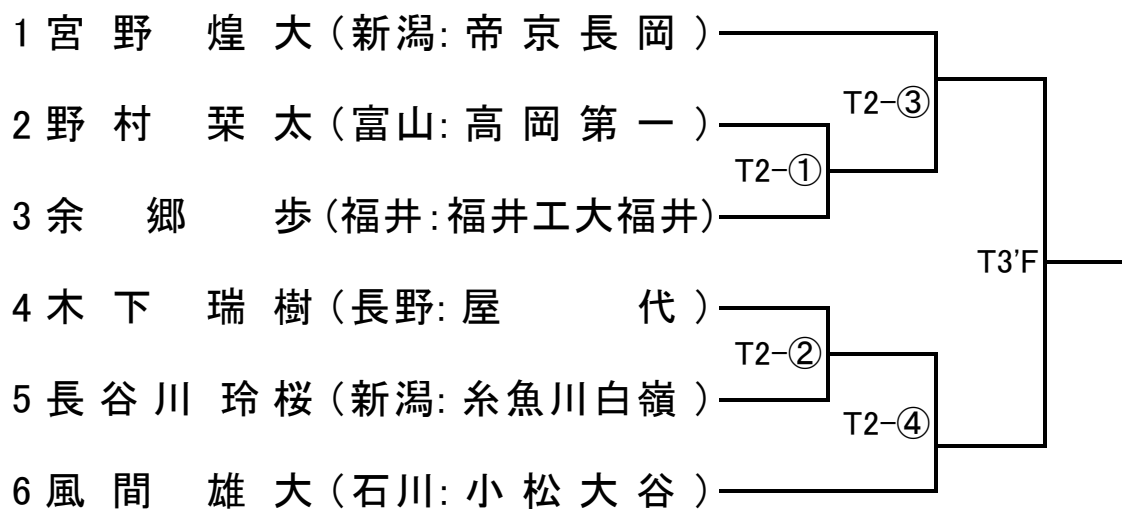 1 宮野 煌大（新潟：帝京長岡）
T2-③
2 野村 栞太（富山：高岡第一）
T2-①
3 余郷 歩（福井：福井工大福井）
T3'F
4 木下 瑞樹（長野：屋代）
T2-②
5 長谷川 玲桜（新潟：糸魚川白嶺）
T2-④
6 風間 雄大（石川：小松大谷）